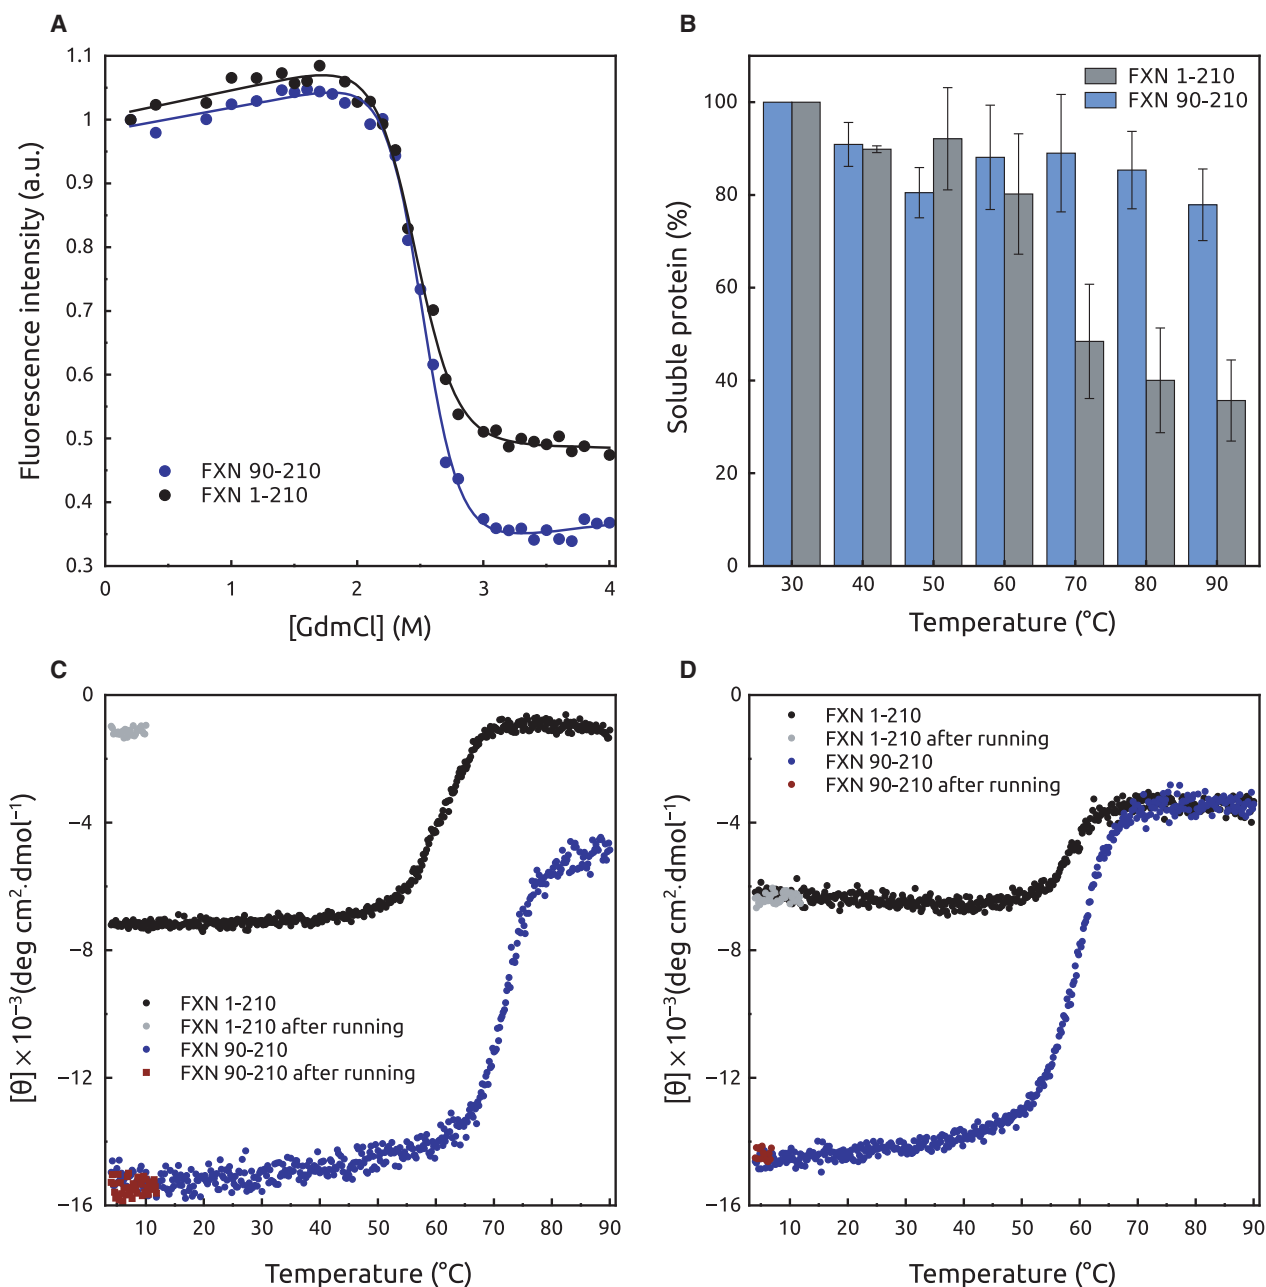 A
1.1
1
0.9
0.8
0.7
0.6
0.5
0.4
0.3
Fluorescence intensity (a.u.)
FXN 90-210
FXN 1-210
0 1 2 3 4
[GdmCl] (M)
B
100
80
60
40
20
0
Soluble protein (%)
FXN 1-210
FXN 90-210
30 40 50 60 70 80 90
Temperature (°C)
C
0
−4
−8
−12
−16
[θ] × 10⁻³(deg cm²·dmol⁻¹)
FXN 1-210
FXN 1-210 after running
FXN 90-210
FXN 90-210 after running
10 20 30 40 50 60 70 80 90
Temperature (°C)
D
0
−4
−8
−12
−16
[θ] × 10⁻³(deg cm²·dmol⁻¹)
FXN 1-210
FXN 1-210 after running
FXN 90-210
FXN 90-210 after running
10 20 30 40 50 60 70 80 90
Temperature (°C)